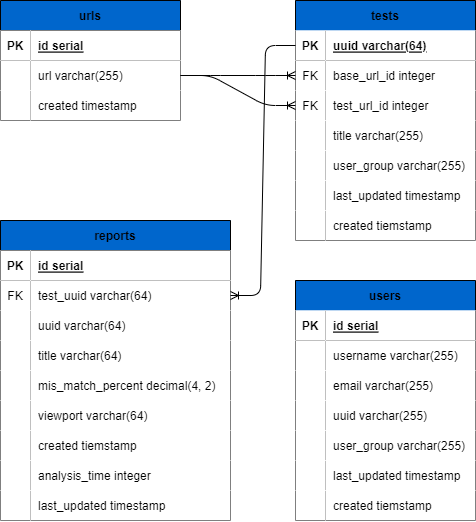 urls
PK id serial
url varchar(255)
created timestamp
tests
PK uuid varchar(64)
FK base_url_id integer
FK test_url_id integer
title varchar(255)
user_group varchar(255)
last_updated timestamp
created tiemstamp
reports
PK id serial
FK test_uuid varchar(64)
uuid varchar(64)
title varchar(64)
mis_match_percent decimal(4, 2)
viewport varchar(64)
created tiemstamp
analysis_time integer
last_updated timestamp
users
PK id serial
username varchar(255)
email varchar(255)
uuid varchar(255)
user_group varchar(255)
last_updated timestamp
created tiemstamp